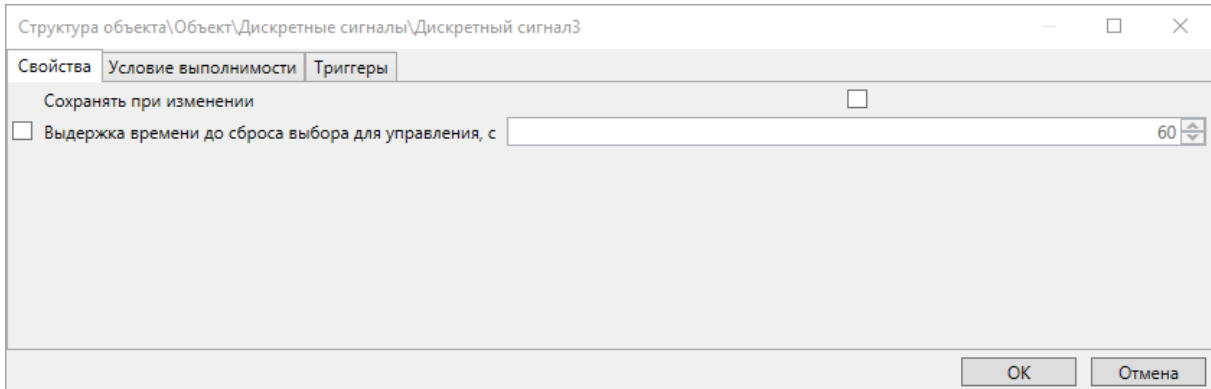 Структура объекта\Объект\Дискретные сигналы\Дискретный сигнал3
Свойства Условие выполнимости Триггеры
Сохранять при изменении
Выдержка времени до сброса выбора для управления, с 60
ОК Отмена